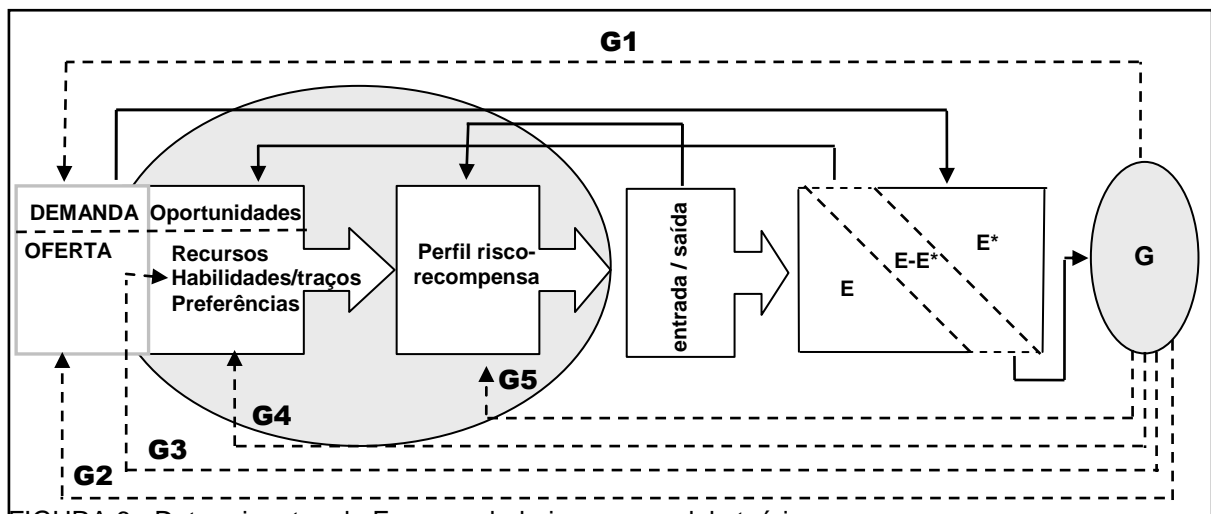 G1
DEMANDA
Oportunidades
OFERTA
Recursos
Habilidades/traços
Preferências
Perfil risco-
recompensa
entrada / saída
E
E-E*
E*
G
G5
G4
G3
G2